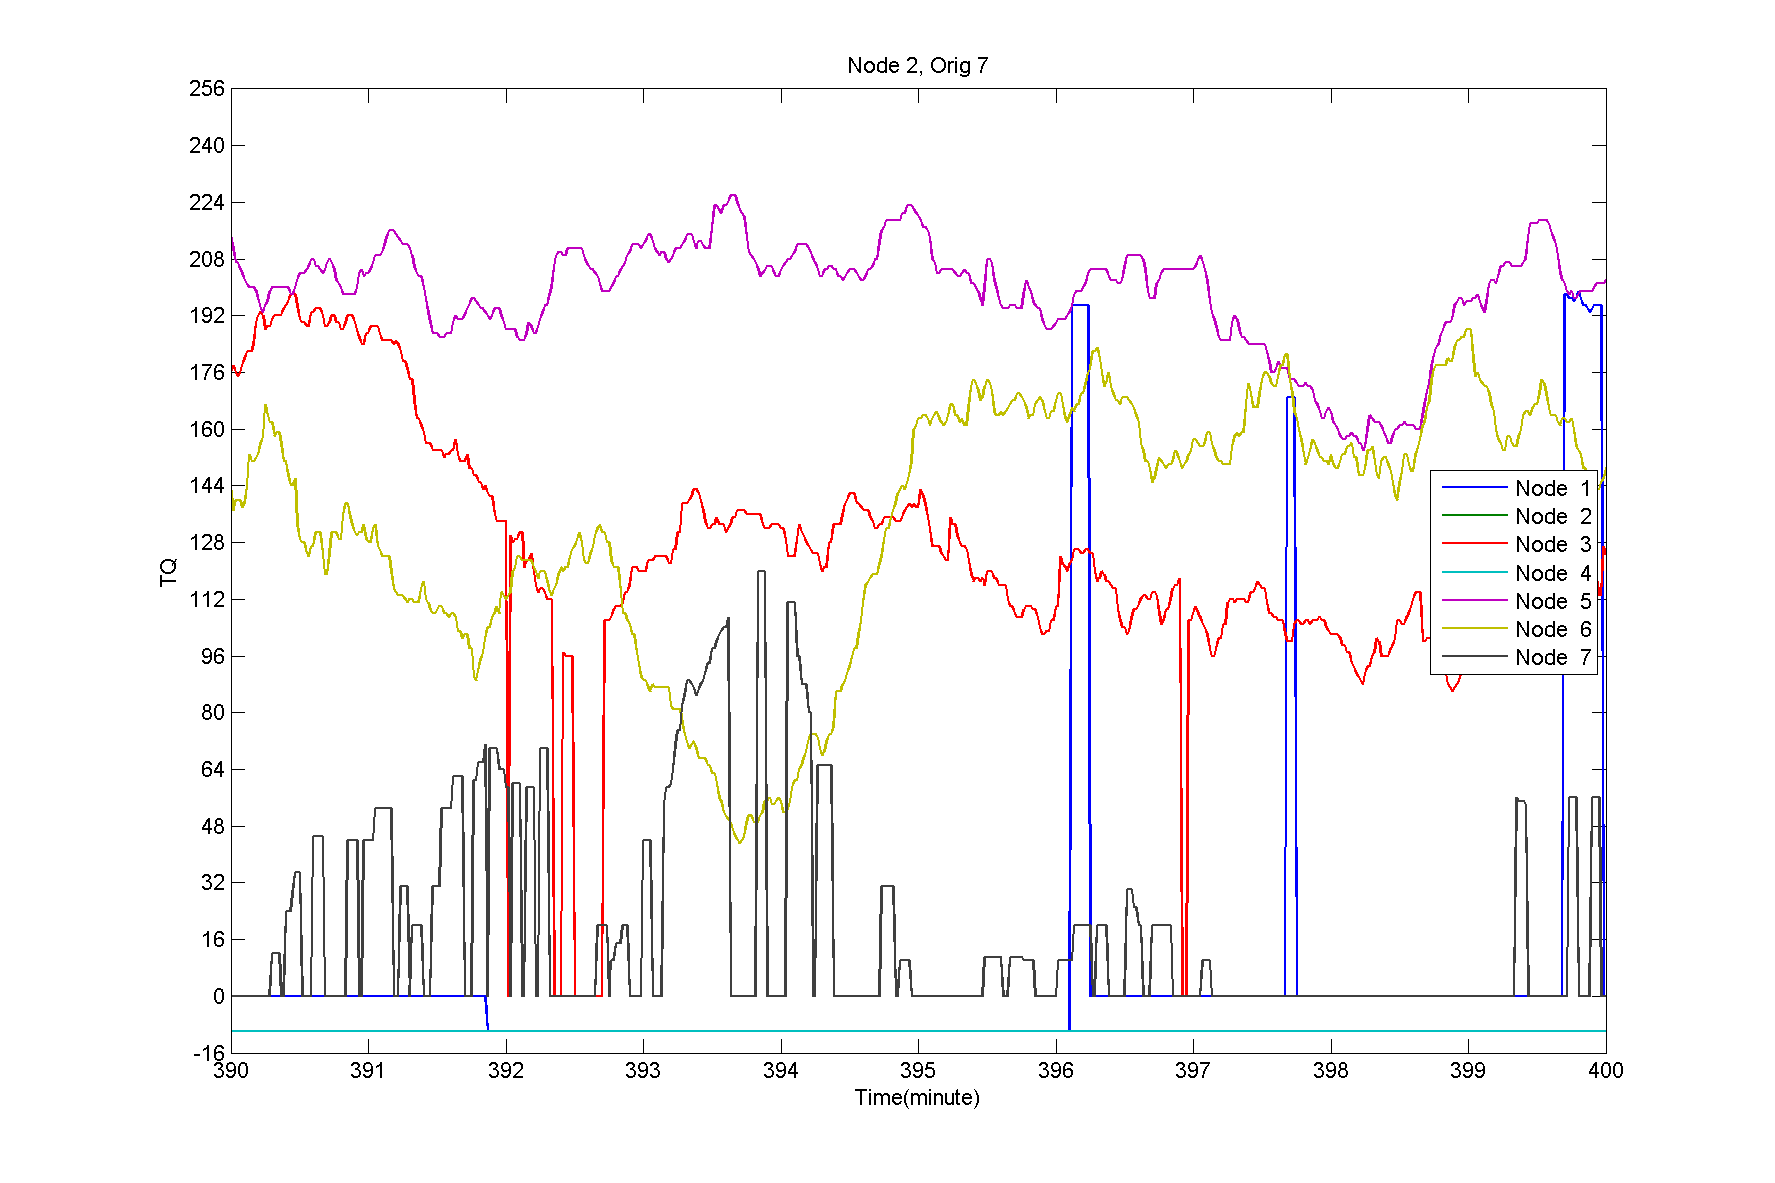 Node 2, Orig 7
256
240
224
208
192
176
160
144
128
112
96
80
64
48
32
16
0
-16
TQ
Node 1
Node 2
Node 3
Node 4
Node 5
Node 6
Node 7
390 391 392 393 394 395 396 397 398 399 400
Time(minute)